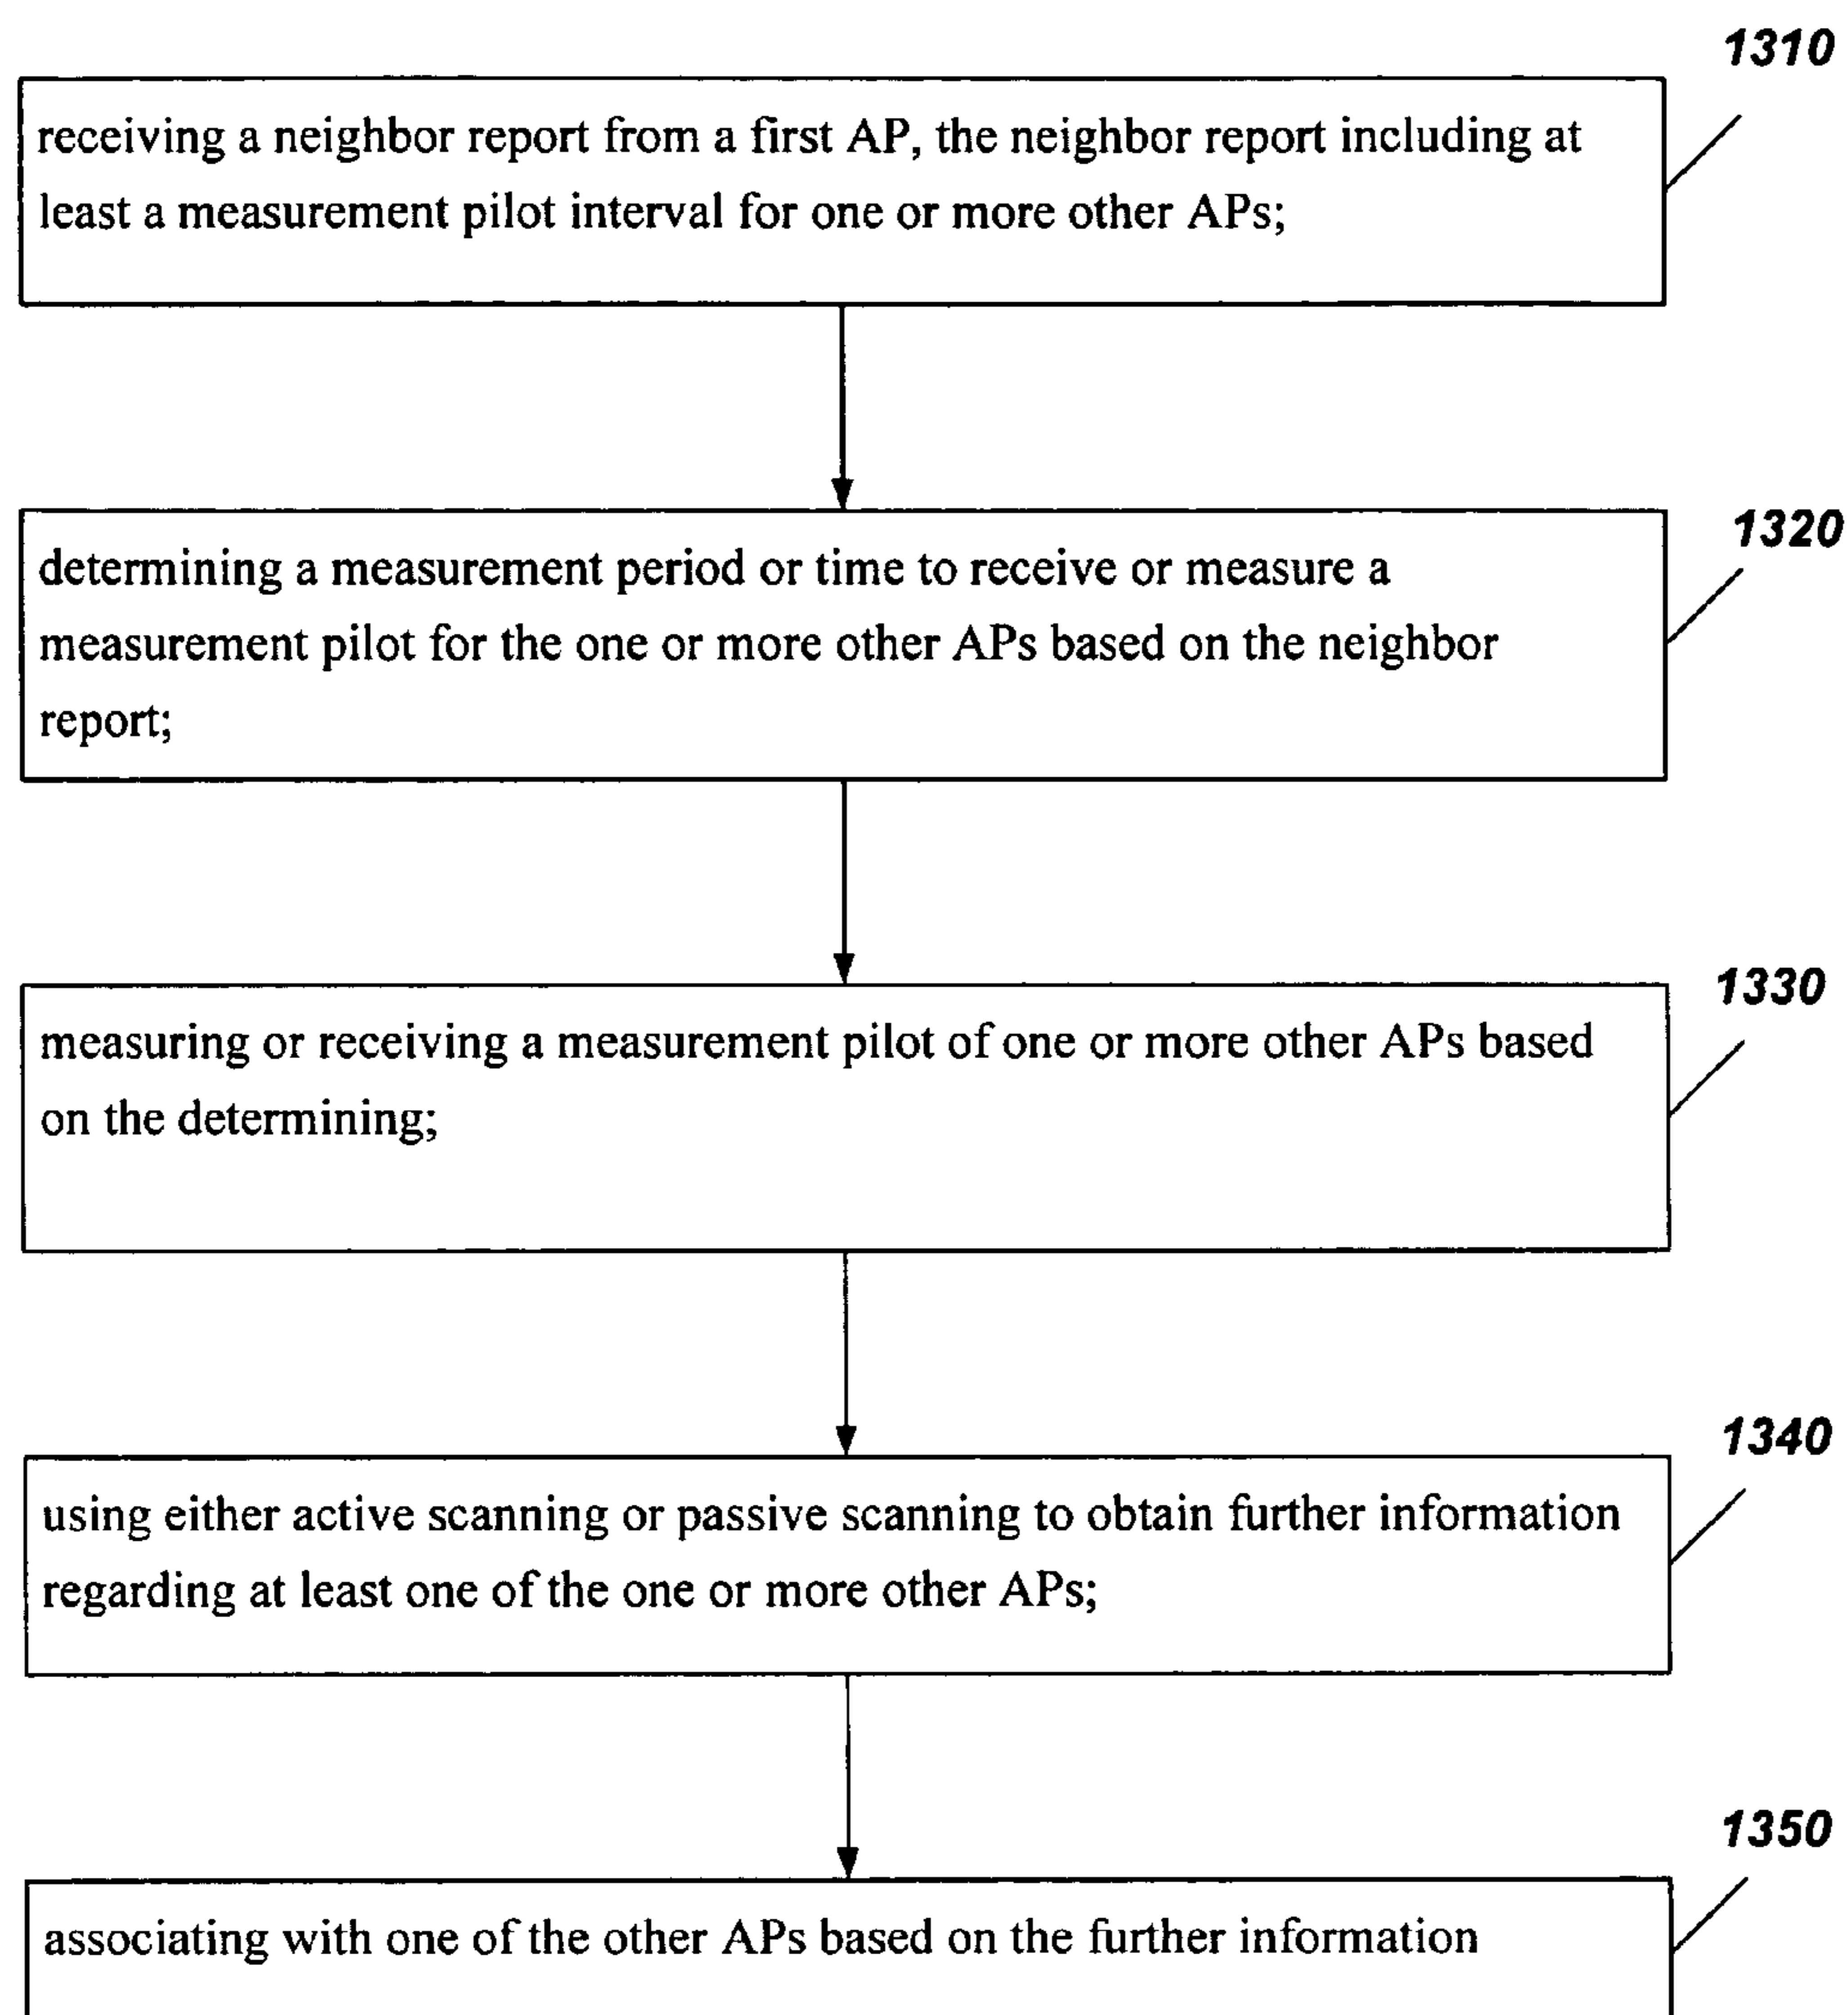 1310
receiving a neighbor report from a first AP, the neighbor report including at
least a measurement pilot interval for one or more other APs;
1320
determining a measurement period or time to receive or measure a
measurement pilot for the one or more other APs based on the neighbor
report;
1330
measuring or receiving a measurement pilot of one or more other APs based
on the determining;
1340
using either active scanning or passive scanning to obtain further information
regarding at least one of the one or more other APs;
1350
associating with one of the other APs based on the further information